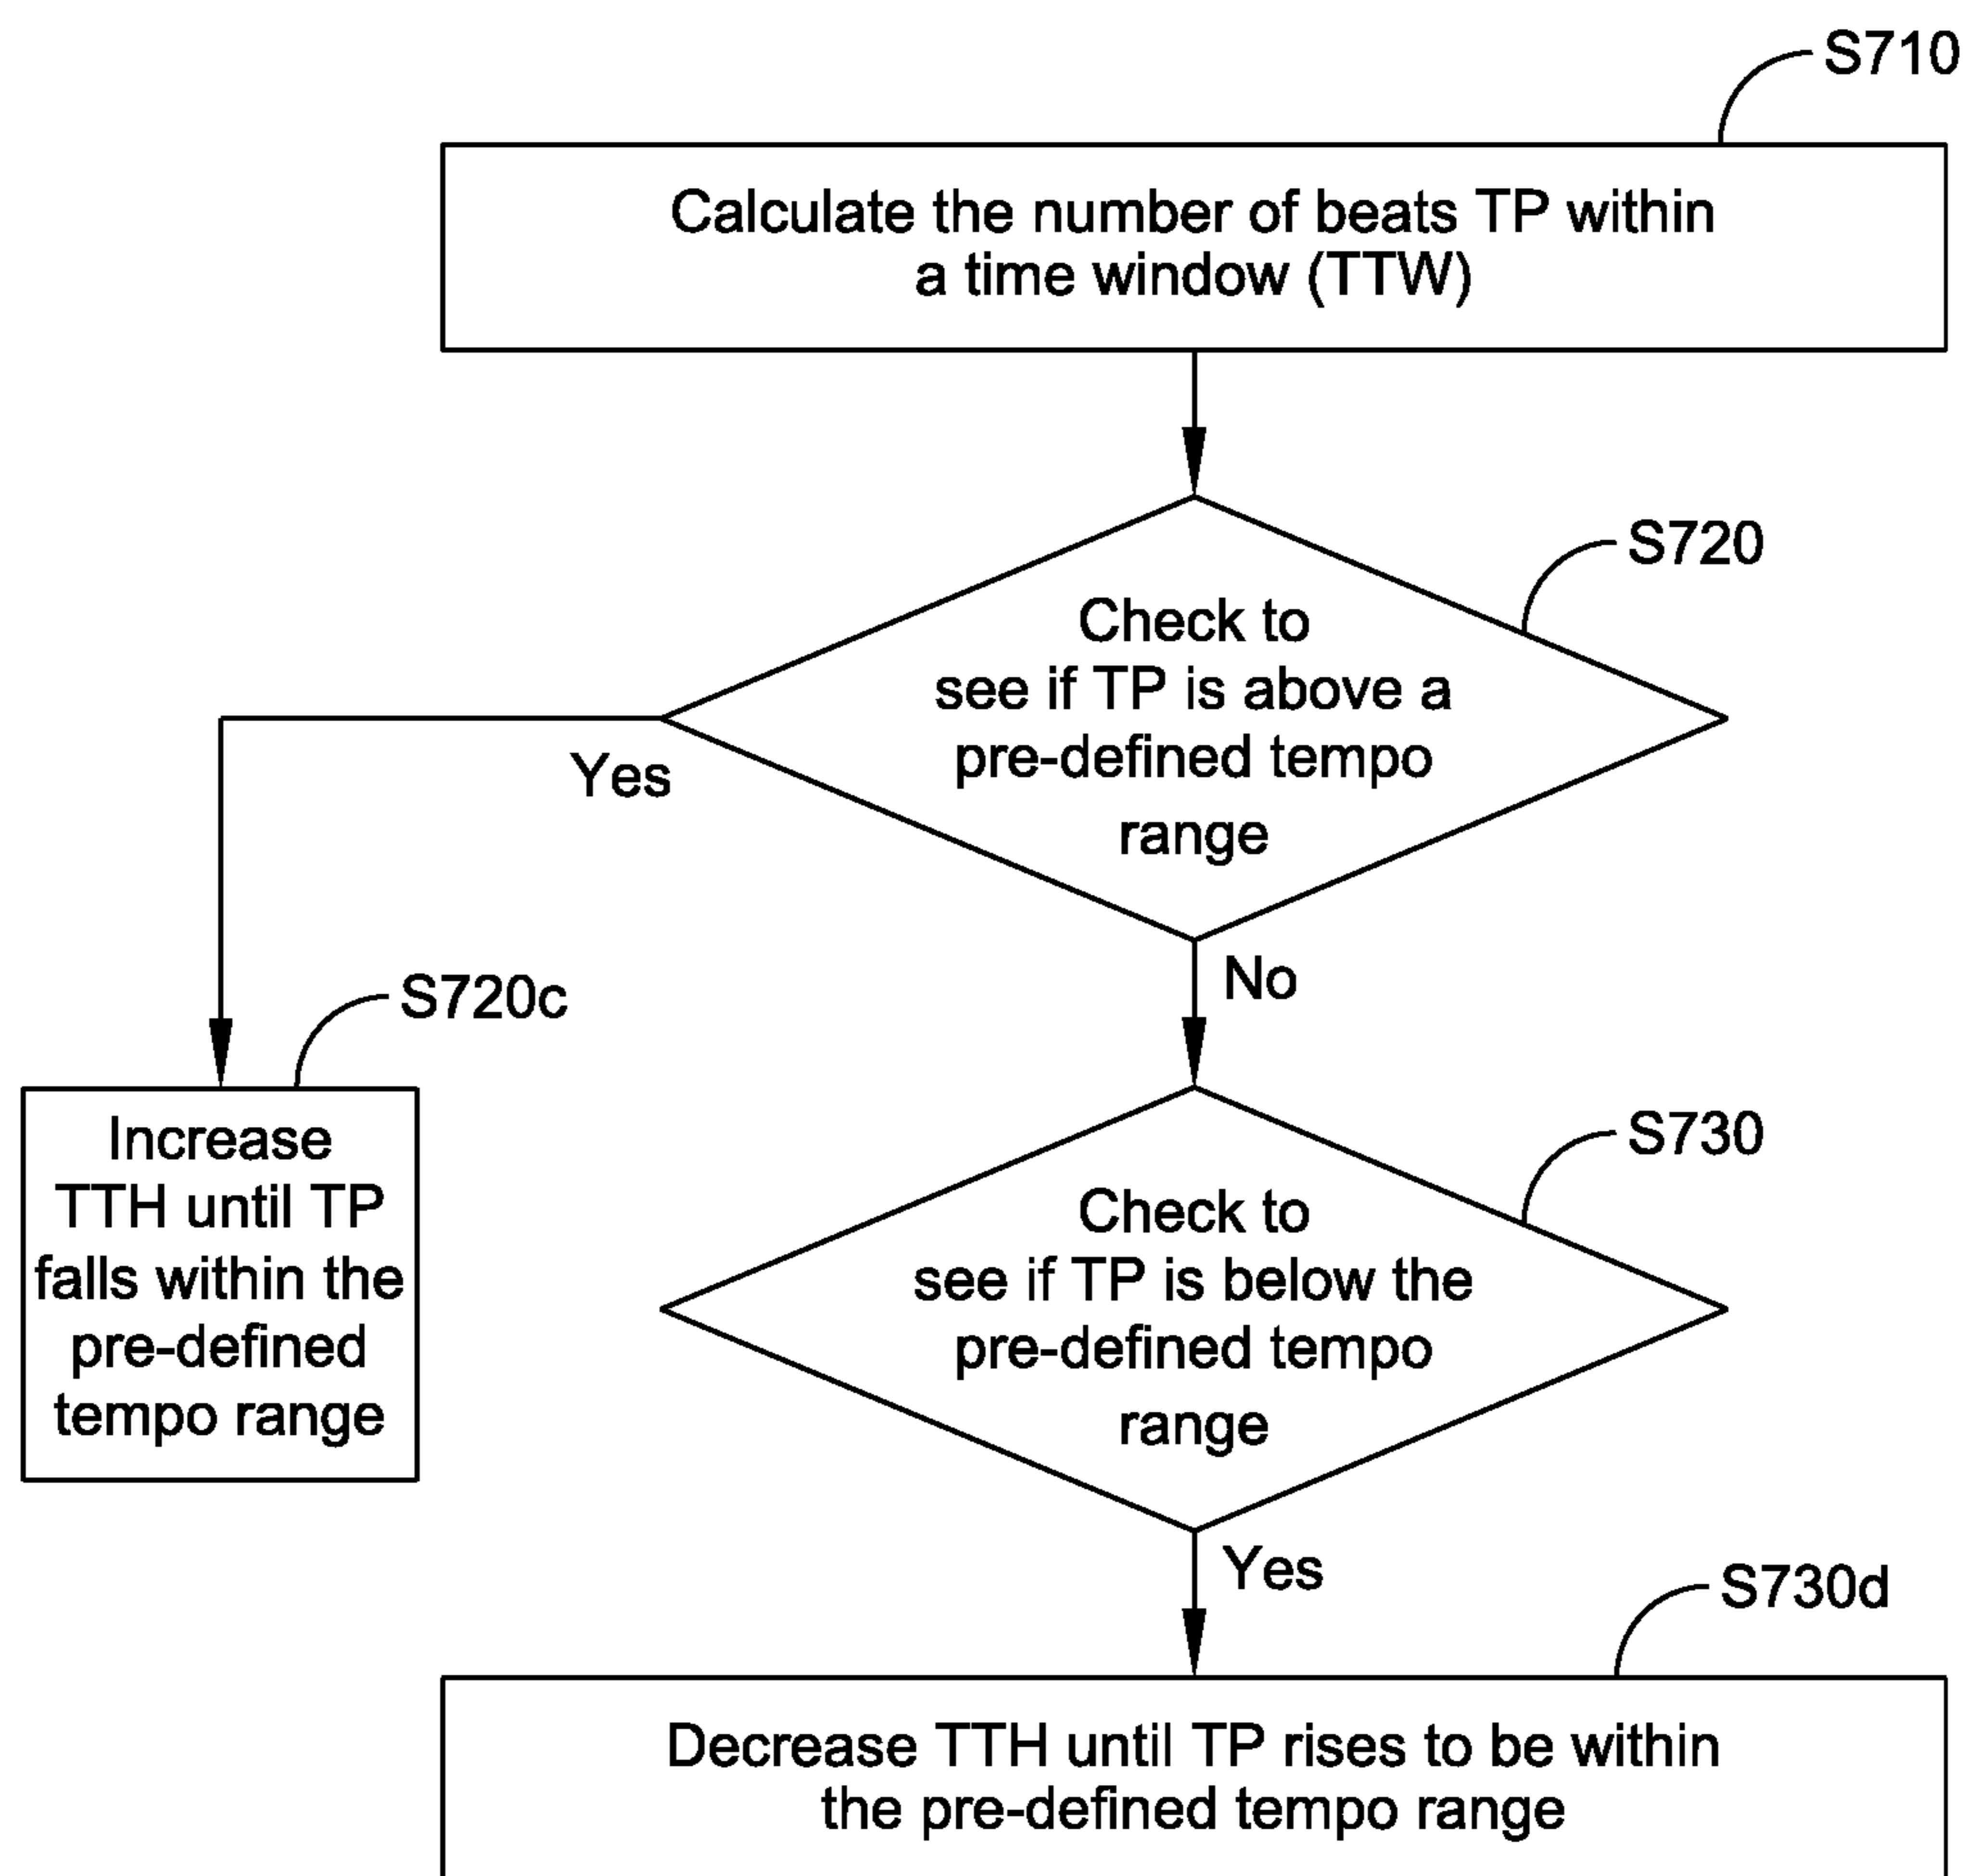 S710
Calculate the number of beats TP within
a time window (TTW)
S720
Check to
see if TP is above a
pre-defined tempo
range
Yes
No
S720c
Increase
TTH until TP
falls within the
pre-defined
tempo range
S730
Check to
see if TP is below the
pre-defined tempo
range
Yes
S730d
Decrease TTH until TP rises to be within
the pre-defined tempo range